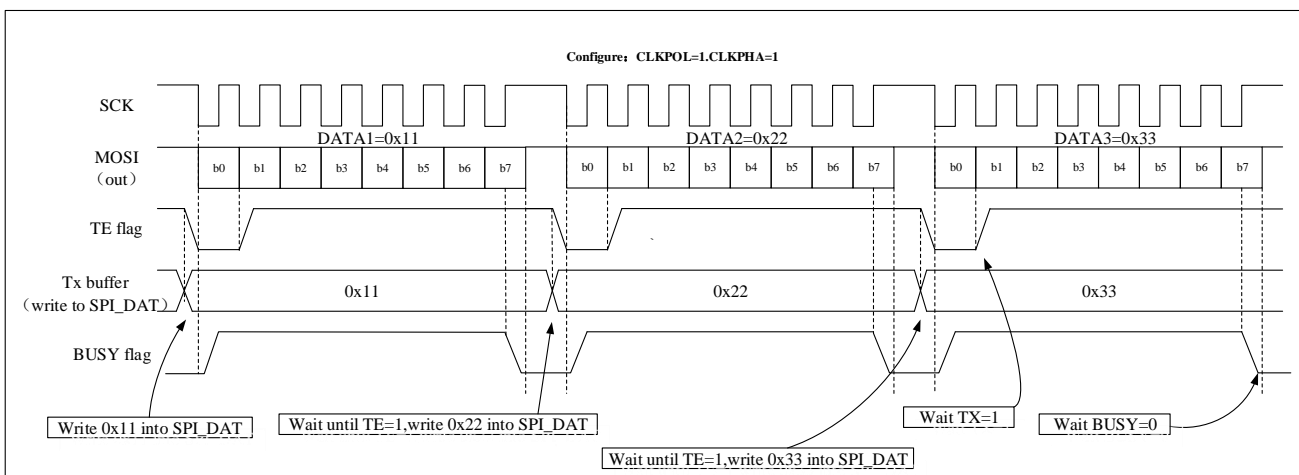 Configure：CLKPOL=1.CLKPHA=1
SCK
DATA1=0x11 DATA2=0x22 DATA3=0x33
MOSI
（out）
b0 b1 b2 b3 b4 b5 b6 b7 b0 b1 b2 b3 b4 b5 b6 b7 b0 b1 b2 b3 b4 b5 b6 b7
TE flag
Tx buffer
（write to SPI_DAT）
0x11 0x22 0x33
BUSY flag
Write 0x11 into SPI_DAT
Wait until TE=1,write 0x22 into SPI_DAT
Wait TX=1
Wait BUSY=0
Wait until TE=1,write 0x33 into SPI_DAT